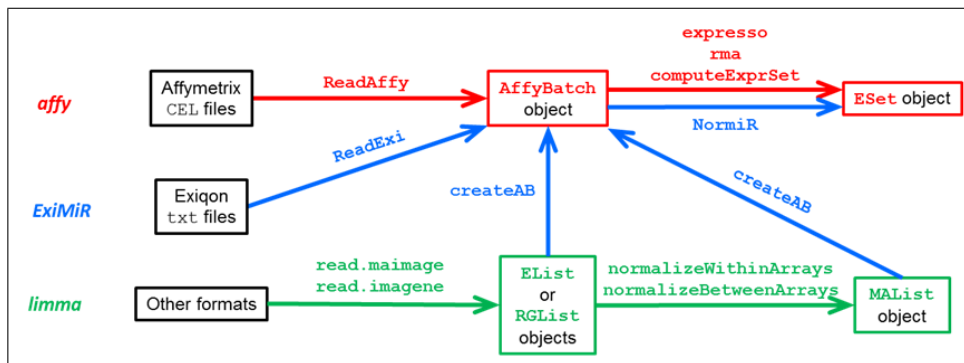 expresso
rma
computeExprSet
affy
Affymetrix
CEL files
ReadAffy
AffyBatch
object
ESet object
NormiR
ReadExi
createAB
createAB
ExiMiR
Exiqon
txt files
limma
Other formats
read.maimage
read.imagene
EList
or
RGList
objects
normalizeWithinArrays
normalizeBetweenArrays
MAList
object